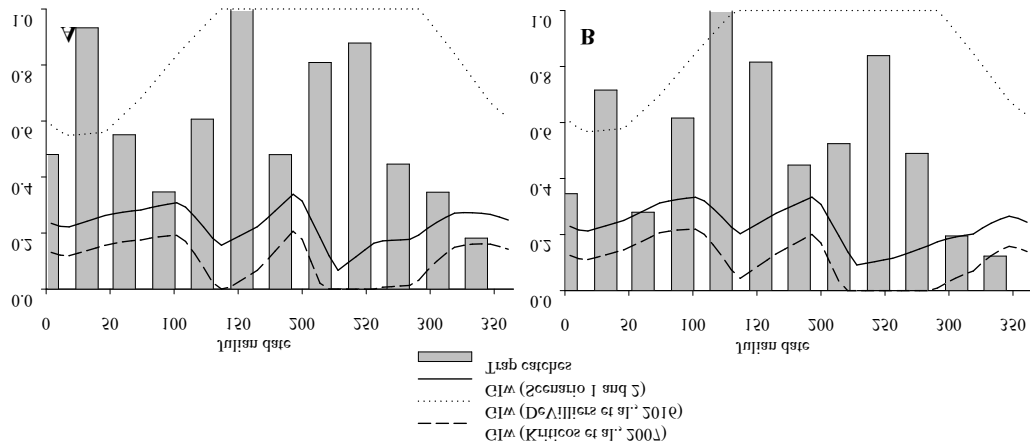 1.0
A
0.8
0.6
0.4
0.2
0.0
0 50 100 150 200 250 300 350
Julian date
1.0
B
0.8
0.6
0.4
0.2
0.0
0 50 100 150 200 250 300 350
Julian date
Trap catches
GIw (Scenario 1 and 2)
GIw (DeVilliers et al., 2016)
GIw (Kriticos et al., 2007)